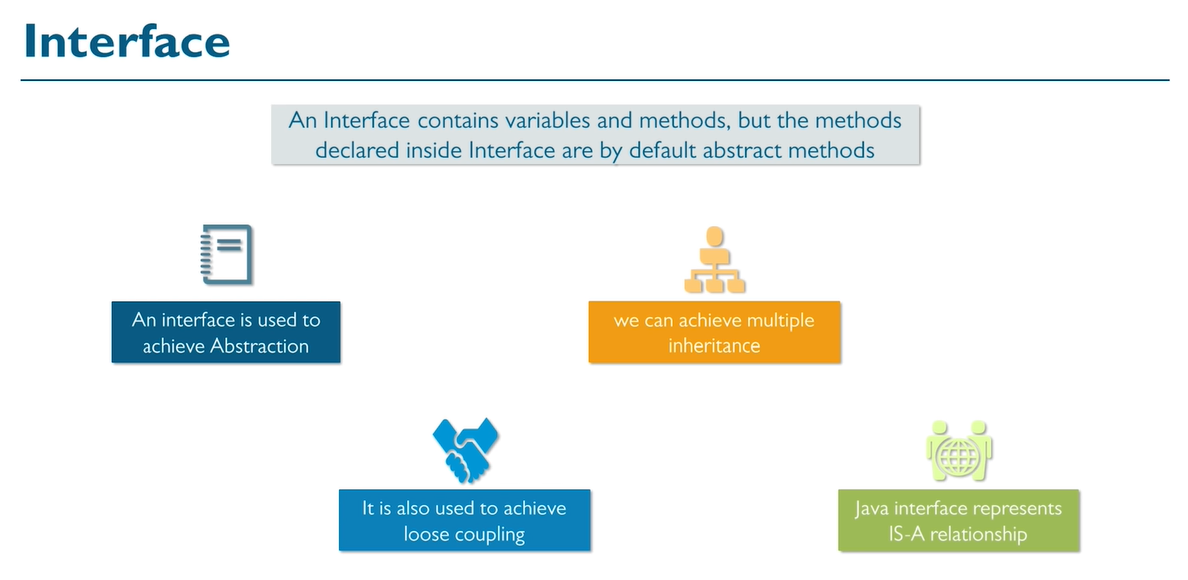 Interface
An Interface contains variables and methods, but the methods
declared inside Interface are by default abstract methods
An interface is used to
achieve Abstraction
we can achieve multiple
inheritance
It is also used to achieve
loose coupling
Java interface represents
IS-A relationship